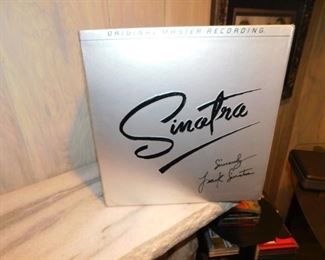 ORIGINAL MASTER RECORDING
Sinatra
Sincerely
Frank Sinatra